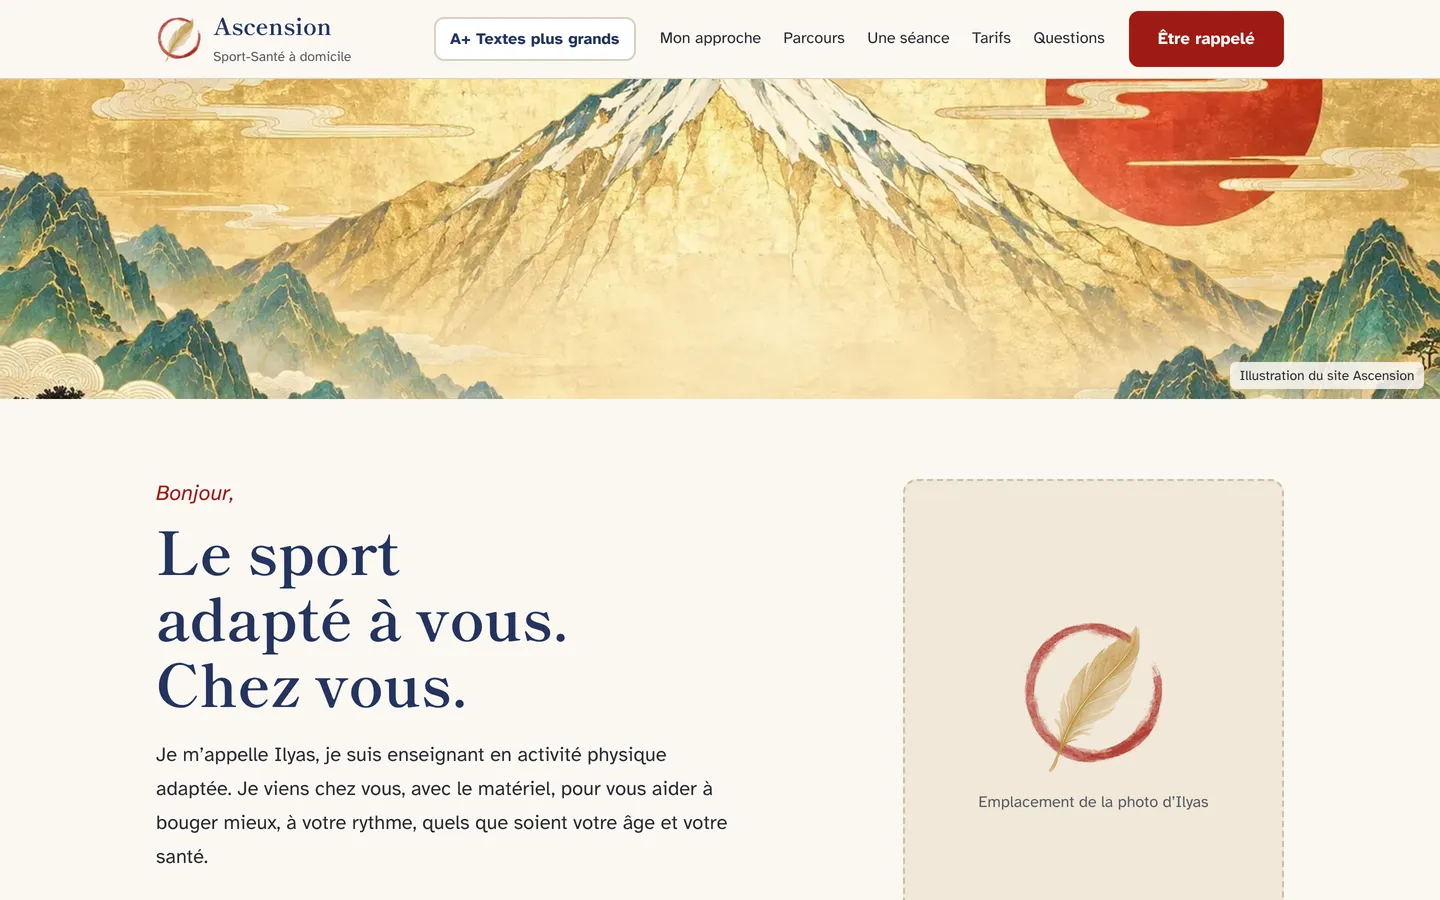 Ascension
Sport-Santé à domicile
A+ Textes plus grands
Mon approche
Parcours
Une séance
Tarifs
Questions
Être rappelé
Illustration du site Ascension
Bonjour,
Le sport
adapté à vous.
Chez vous.
Je m’appelle Ilyas, je suis enseignant en activité physique
adaptée. Je viens chez vous, avec le matériel, pour vous aider à
bouger mieux, à votre rythme, quels que soient votre âge et votre
santé.
Emplacement de la photo d’Ilyas